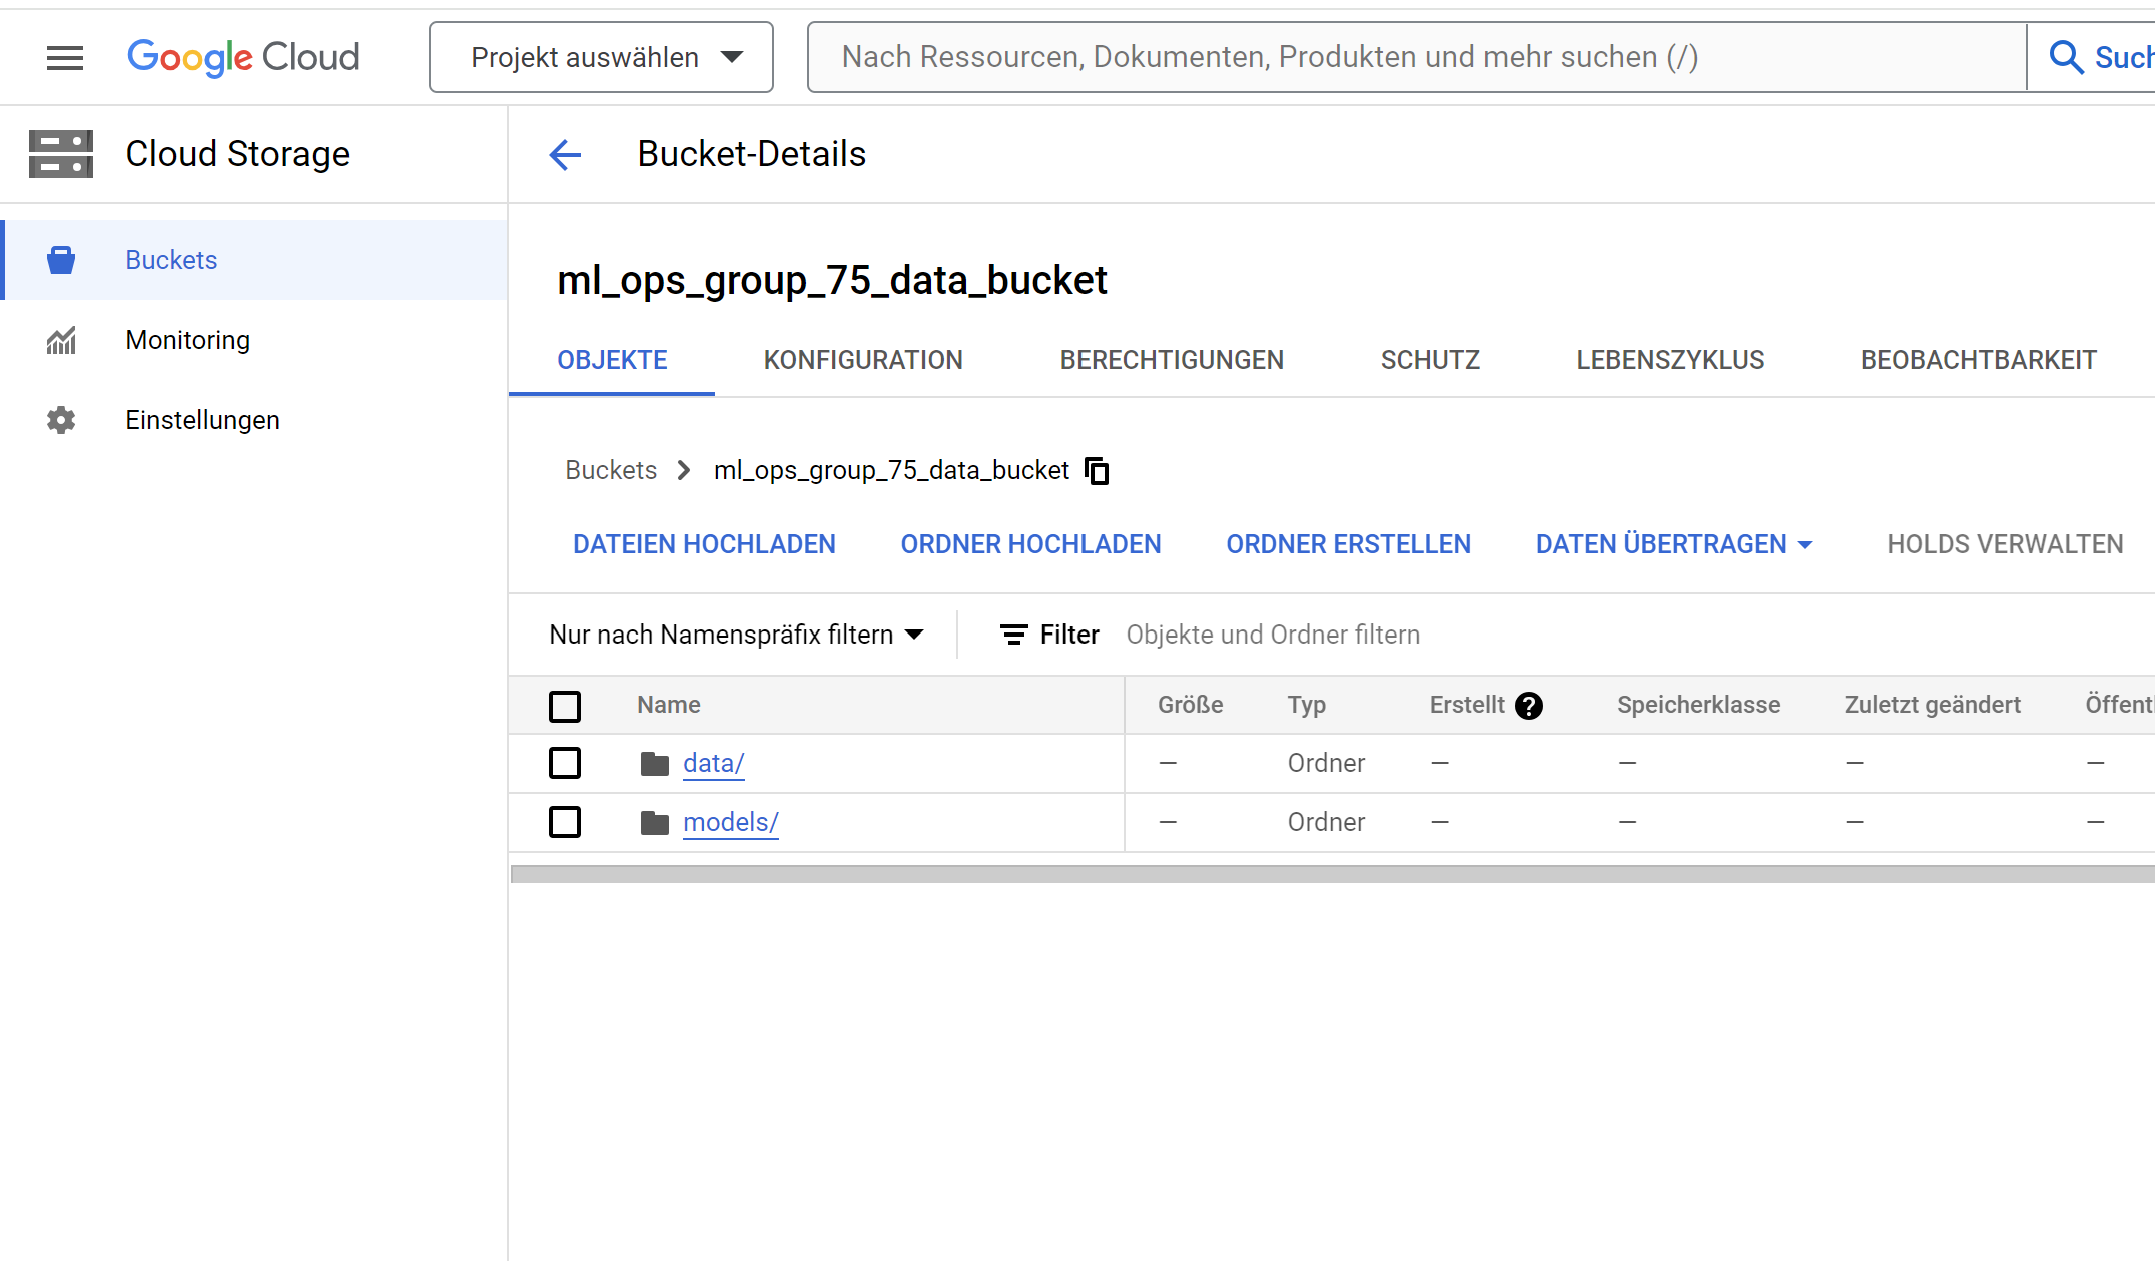 Google Cloud
Projekt auswählen
Nach Ressourcen, Dokumenten, Produkten und mehr suchen (/)
Cloud Storage
Bucket-Details
Buckets
Monitoring
Einstellungen
ml_ops_group_75_data_bucket
OBJEKTE KONFIGURATION BERECHTIGUNGEN SCHUTZ LEBENSZYKLUS BEOBACHTBARKEIT
Buckets ml_ops_group_75_data_bucket
DATEIEN HOCHLADEN ORDNER HOCHLADEN ORDNER ERSTELLEN DATEN ÜBERTRAGEN HOLDS VERWALTEN
Nur nach Namenspräfix filtern Filter Objekte und Ordner filtern
Name Größe Typ Erstellt Speicherklasse Zuletzt geändert
data/ — Ordner — — — —
models/ — Ordner — — — —